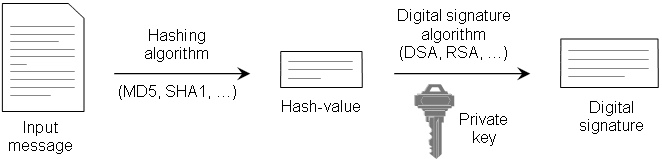 Input
message
Hashing
algorithm
(MD5, SHA1, ...)
Hash-value
Digital signature
algorithm
(DSA, RSA, ...)
Private
key
Digital
signature